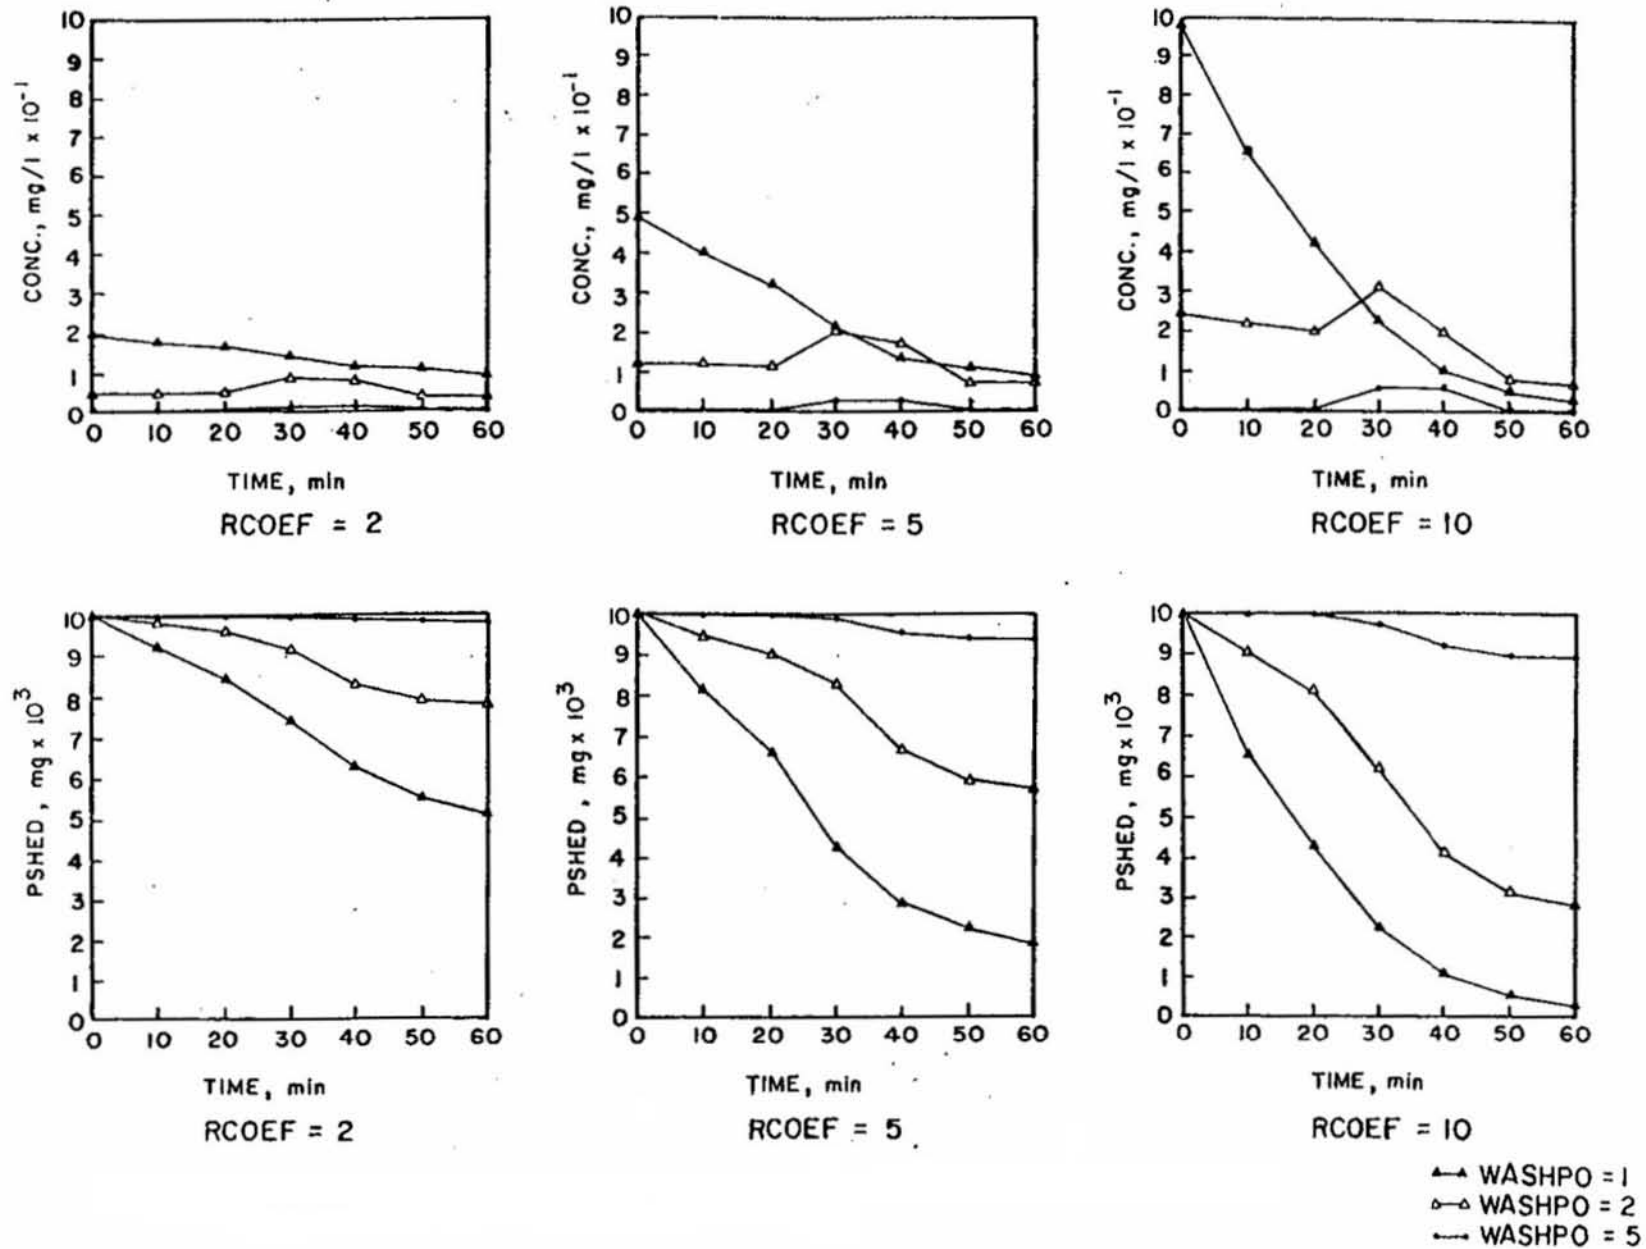 CONC., mg/l x 10⁻¹
10
9
8
7
6
5
4
3
2
1
0
0 10 20 30 40 50 60
TIME, min
RCOEF = 2
CONC., mg/l x 10⁻¹
10
9
8
7
6
5
4
3
2
1
0
0 10 20 30 40 50 60
TIME, min
RCOEF = 5
CONC., mg/l x 10⁻¹
10
9
8
7
6
5
4
3
2
1
0
0 10 20 30 40 50 60
TIME, min
RCOEF = 10
PSHED, mg x 10³
10
9
8
7
6
5
4
3
2
1
0
0 10 20 30 40 50 60
TIME, min
RCOEF = 2
PSHED, mg x 10³
10
9
8
7
6
5
4
3
2
1
0
0 10 20 30 40 50 60
TIME, min
RCOEF = 5
PSHED, mg x 10³
10
9
8
7
6
5
4
3
2
1
0
0 10 20 30 40 50 60
TIME, min
RCOEF = 10
WASHPO = 1
WASHPO = 2
WASHPO = 5